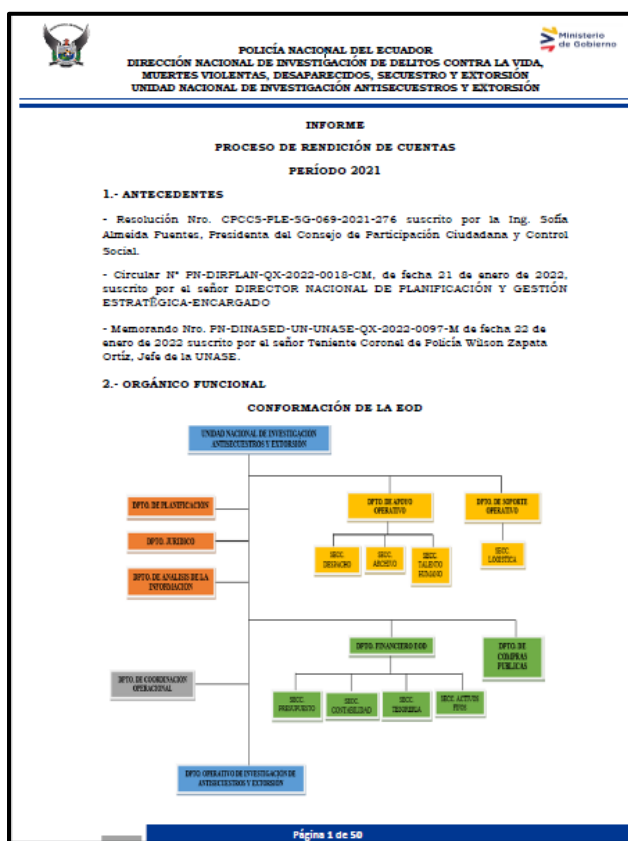 Ministerio
de Gobierno
POLICÍA NACIONAL DEL ECUADOR
DIRECCIÓN NACIONAL DE INVESTIGACIÓN DE DELITOS CONTRA LA VIDA,
MUERTES VIOLENTAS, DESAPARECIDOS, SECUESTRO Y EXTORSIÓN
UNIDAD NACIONAL DE INVESTIGACIÓN ANTISECUESTROS Y EXTORSIÓN
INFORME
PROCESO DE RENDICIÓN DE CUENTAS
PERÍODO 2021
1.- ANTECEDENTES
- Resolución Nro. CPCCS-PLE-SG-069-2021-276 suscrito por la Ing. Sofía
Almeida Fuentes, Presidenta del Consejo de Participación Ciudadana y Control
Social.
- Circular N° PN-DIRPLAN-QX-2022-0018-CM, de fecha 21 de enero de 2022,
suscrito por el señor DIRECTOR NACIONAL DE PLANIFICACIÓN Y GESTIÓN
ESTRATÉGICA-ENCARGADO
- Memorando Nro. PN-DINASED-UN-UNASE-QX-2022-0097-M de fecha 22 de
enero de 2022 suscrito por el señor Teniente Coronel de Policía Wilson Zapata
Ortíz, Jefe de la UNASE.
2.- ORGÁNICO FUNCIONAL
CONFORMACIÓN DE LA EOD
UNIDAD NACIONAL DE INVESTIGACION
ANTISECUESTROS Y EXTORSIÓN
DPTO. DE PLANIFICACIÓN
DPTO. JURIDICO
DPTO. DE ANALISIS DE LA
INFORMACIÓN
DPTO. DE APOYO
OPERATIVO
DPTO. DE SOPORTE
OPERATIVO
SECC.
DESPACHO
SECC.
ARCHIVO
SECC.
TALENTO
HUMANO
SECC.
LOGISTICA
DPTO. FINANCIERO EOD
DPTO. DE
COMPRAS
PUBLICAS
DPTO. DE COORDINACIÓN
OPERACIONAL
SECC.
PRESUPUESTO
SECC.
CONTABILIDAD
SECC.
TESORERIA
SECC. ACTIVOS
FIJOS
DPTO. OPERATIVO DE INVESTIGACIÓN DE
ANTISECUESTROS Y EXTORSIÓN
Página 1 de 50